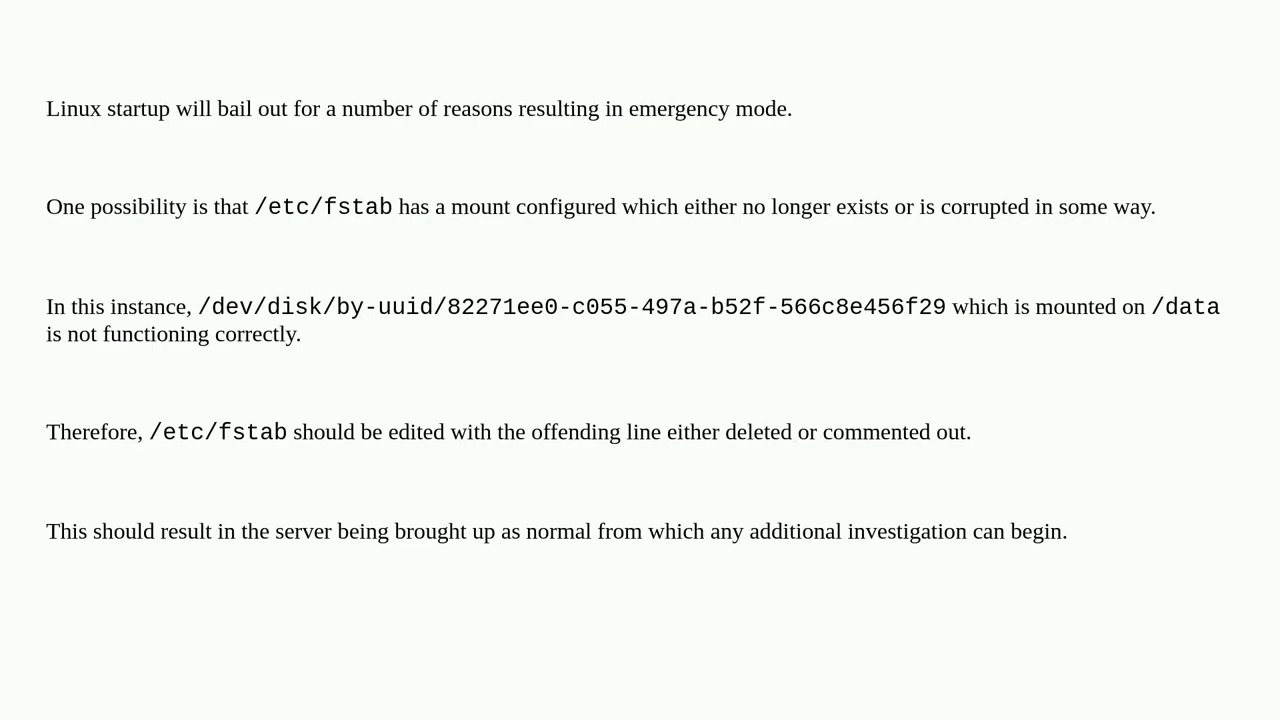 Linux startup will bail out for a number of reasons resulting in emergency mode.
One possibility is that /etc/fstab has a mount configured which either no longer exists or is corrupted in some way.
In this instance, /dev/disk/by-uuid/82271ee0-c055-497a-b52f-566c8e456f29 which is mounted on /data
is not functioning correctly.
Therefore, /etc/fstab should be edited with the offending line either deleted or commented out.
This should result in the server being brought up as normal from which any additional investigation can begin.